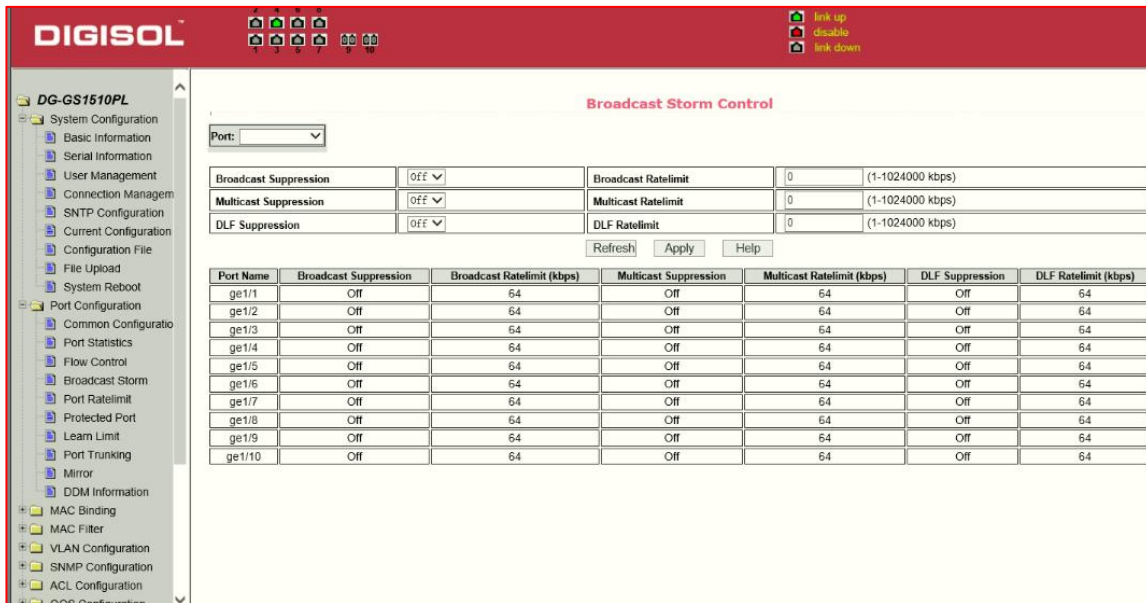 DIGISOL™
2 4 6 8
1 3 5 7 9 10
link up
disable
link down
DG-GS1510PL
System Configuration
Basic Information
Serial Information
User Management
Connection Managem
SNTP Configuration
Current Configuration
Configuration File
File Upload
System Reboot
Port Configuration
Common Configuratio
Port Statistics
Flow Control
Broadcast Storm
Port Ratelimit
Protected Port
Learn Limit
Port Trunking
Mirror
DDM Information
MAC Binding
MAC Filter
VLAN Configuration
SNMP Configuration
ACL Configuration
QOS Configuration
Broadcast Storm Control
Port:
Broadcast Suppression Off Broadcast Ratelimit 0 (1-1024000 kbps)
Multicast Suppression Off Multicast Ratelimit 0 (1-1024000 kbps)
DLF Suppression Off DLF Ratelimit 0 (1-1024000 kbps)
Refresh Apply Help
Port Name Broadcast Suppression Broadcast Ratelimit (kbps) Multicast Suppression Multicast Ratelimit (kbps) DLF Suppression DLF Ratelimit (kbps)
ge1/1 Off 64 Off 64 Off 64
ge1/2 Off 64 Off 64 Off 64
ge1/3 Off 64 Off 64 Off 64
ge1/4 Off 64 Off 64 Off 64
ge1/5 Off 64 Off 64 Off 64
ge1/6 Off 64 Off 64 Off 64
ge1/7 Off 64 Off 64 Off 64
ge1/8 Off 64 Off 64 Off 64
ge1/9 Off 64 Off 64 Off 64
ge1/10 Off 64 Off 64 Off 64